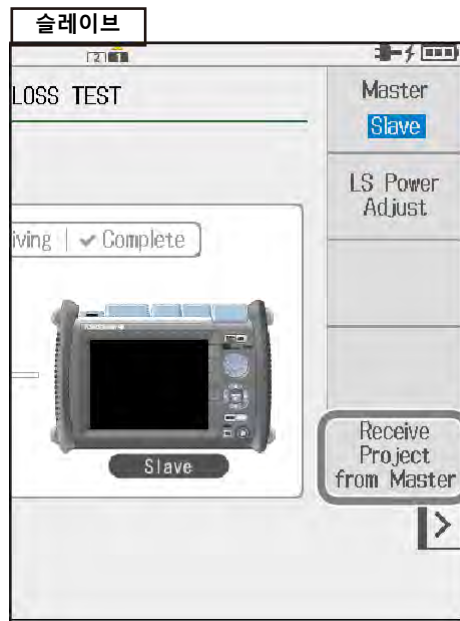 슬레이브
2 1
LOSS TEST
Master
Slave
LS Power
Adjust
iving | ✔ Complete
Slave
Receive
Project
from Master